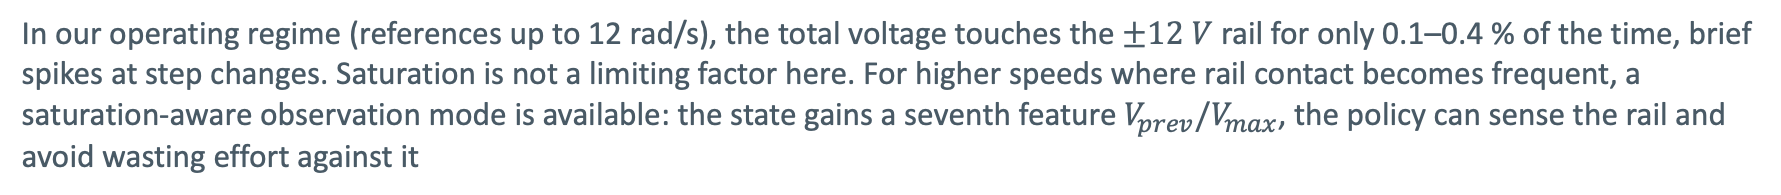 In our operating regime (references up to 12 rad/s), the total voltage touches the ±12 V rail for only 0.1–0.4 % of the time, brief
spikes at step changes. Saturation is not a limiting factor here. For higher speeds where rail contact becomes frequent, a
saturation-aware observation mode is available: the state gains a seventh feature V_prev/V_max, the policy can sense the rail and
avoid wasting effort against it